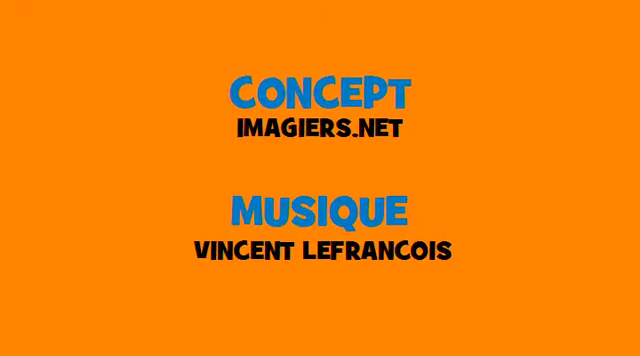 CONCEPT
IMAGIERS.NET
MUSIQUE
VINCENT LEFRANCOIS